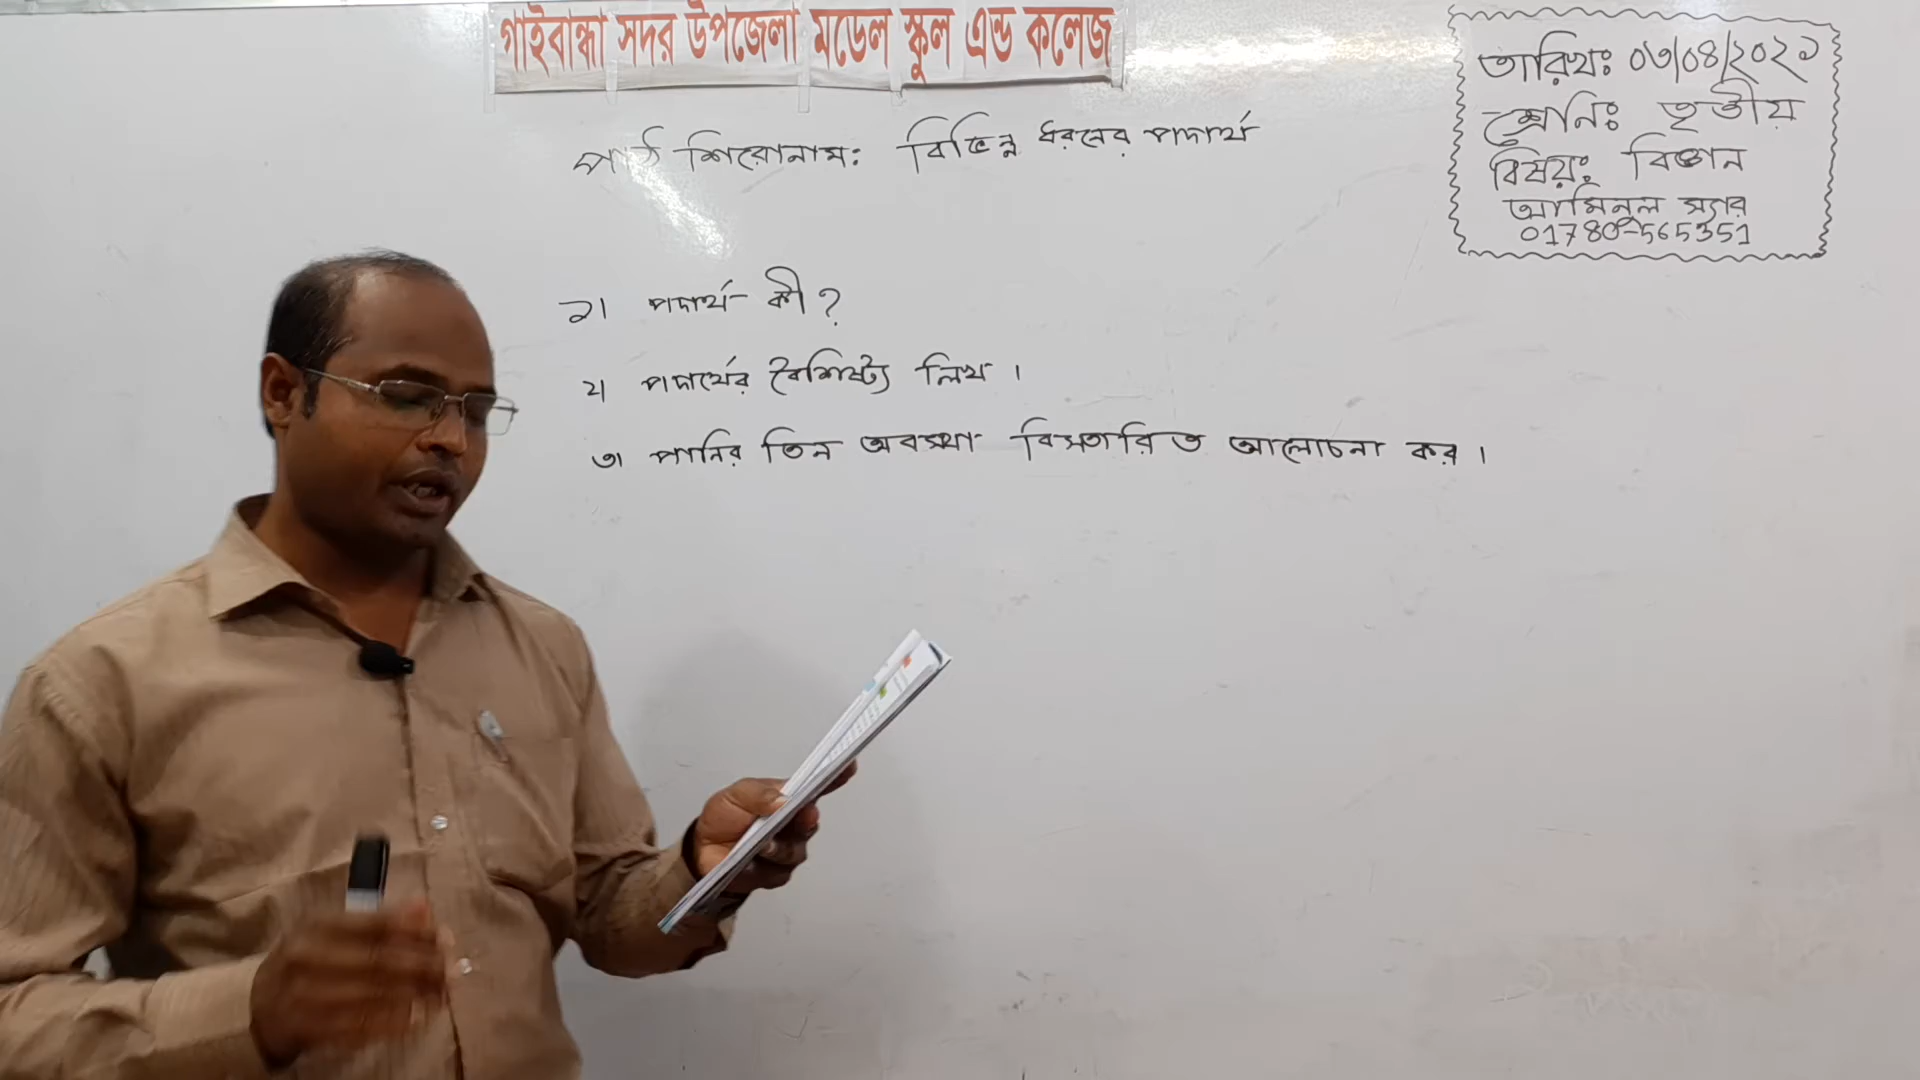 গাইবান্ধা সদর উপজেলা মডেল স্কুল এন্ড কলেজ
তারিখঃ ০৩/০৪/২০২১
শ্রেনিঃ তৃতীয়
বিষয়ঃ বিজ্ঞান
আমিনুল স্যার
01780-565351
পাঠ শিরোনামঃ বিভিন্ন ধরনের পদার্থ
১। পদার্থ কী?
২। পদার্থের বৈশিষ্ট্য লিখ।
৩। পানির তিন অবস্থা বিস্তারিত আলোচনা কর।